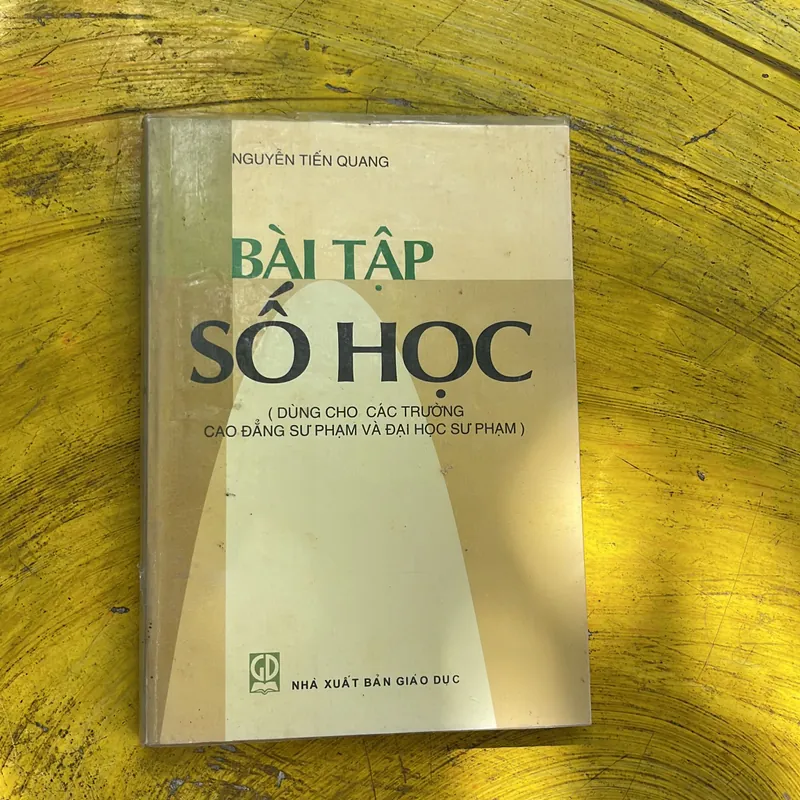 NGUYỄN TIẾN QUANG
BÀI TẬP
SỐ HỌC
( DÙNG CHO CÁC TRƯỜNG
CAO ĐẲNG SƯ PHẠM VÀ ĐẠI HỌC SƯ PHẠM )
GD
NHÀ XUẤT BẢN GIÁO DỤC